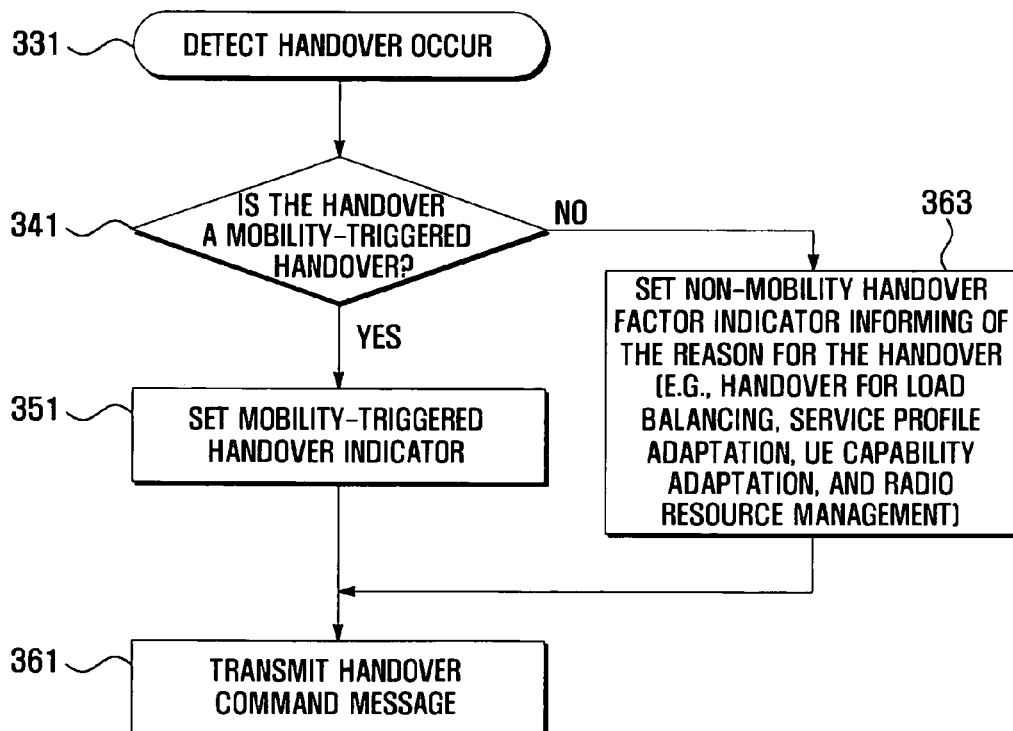 331
DETECT HANDOVER OCCUR
341
IS THE HANDOVER
A MOBILITY-TRIGGERED
HANDOVER?
NO
363
SET NON-MOBILITY HANDOVER
FACTOR INDICATOR INFORMING OF
THE REASON FOR THE HANDOVER
(E.G., HANDOVER FOR LOAD
BALANCING, SERVICE PROFILE
ADAPTATION, UE CAPABILITY
ADAPTATION, AND RADIO
RESOURCE MANAGEMENT)
YES
351
SET MOBILITY-TRIGGERED
HANDOVER INDICATOR
361
TRANSMIT HANDOVER
COMMAND MESSAGE